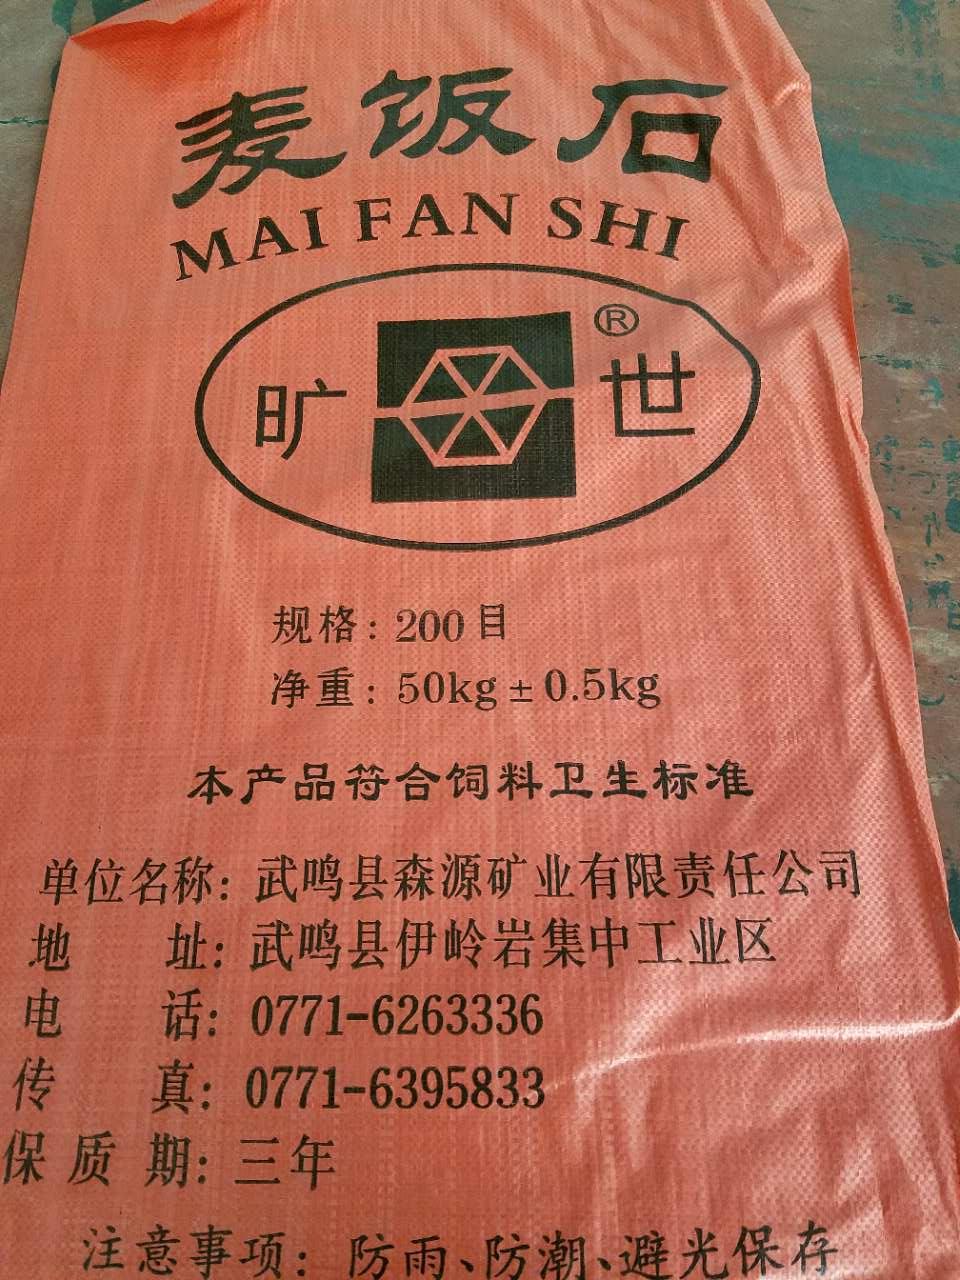 麦饭石
MAI FAN SHI
旷世®
规格：200目
净重：50kg±0.5kg
本产品符合饲料卫生标准
单位名称：武鸣县森源矿业有限责任公司
地 址：武鸣县伊岭岩集中工业区
电 话：0771-6263336
传 真：0771-6395833
保质期：三年
注意事项：防雨、防潮、避光保存